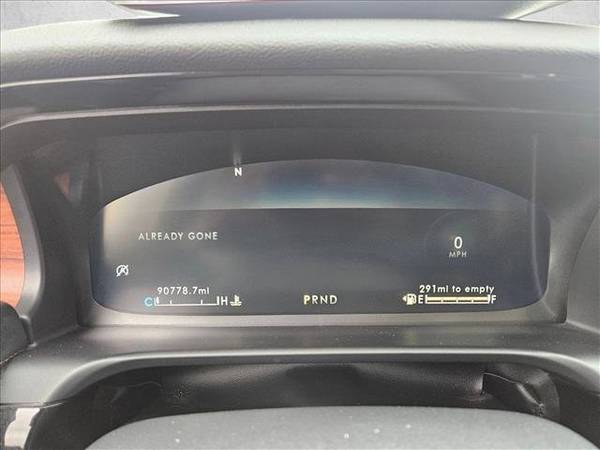 N
ALREADY GONE
0
MPH
90778.7mi
291mi to empty
C H
PRND
E F